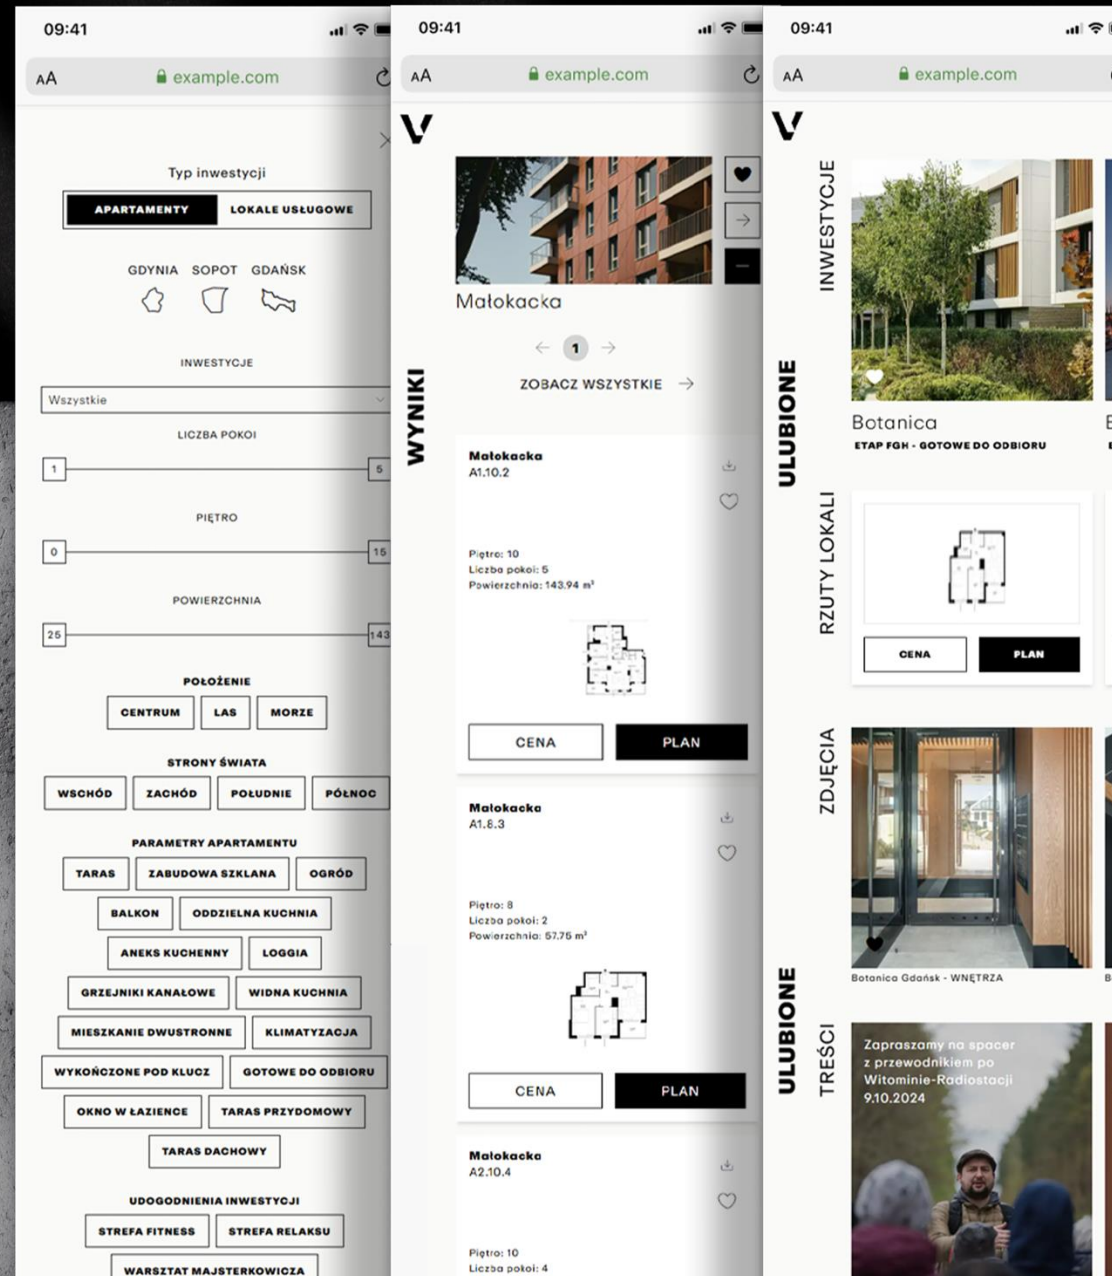 09:41
AA
example.com
Typ inwestycji
APARTAMENTY
LOKALE USŁUGOWE
GDYNIA SOPOT GDAŃSK
INWESTYCJE
Wszystkie
LICZBA POKOI
1
5
PIĘTRO
0
15
POWIERZCHNIA
25
143
POŁOŻENIE
CENTRUM
LAS
MORZE
STRONY ŚWIATA
WSCHÓD
ZACHÓD
POŁUDNIE
PÓŁNOC
PARAMETRY APARTAMENTU
TARAS
ZABUDOWA SZKLANA
OGRÓD
BALKON
ODDZIELNA KUCHNIA
ANEKS KUCHENNY
LOGGIA
GRZEJNIKI KANAŁOWE
WIDNA KUCHNIA
MIESZKANIE DWUSTRONNE
KLIMATYZACJA
WYKOŃCZONE POD KLUCZ
GOTOWE DO ODBIORU
OKNO W ŁAZIENCE
TARAS PRZYDOMOWY
TARAS DACHOWY
UDOGODNIENIA INWESTYCJI
STREFA FITNESS
STREFA RELAKSU
WARSZTAT MAJSTERKOWICZA
09:41
AA
example.com
V
Małokacka
1
ZOBACZ WSZYSTKIE
WYNIKI
Małokacka
A1.10.2
Piętro: 10
Liczba pokoi: 5
Powierzchnia: 143.94 m²
CENA
PLAN
Małokacka
A1.8.3
Piętro: 8
Liczba pokoi: 2
Powierzchnia: 57.75 m²
CENA
PLAN
Małokacka
A2.10.4
Piętro: 10
Liczba pokoi: 4
09:41
AA
example.com
V
ULUBIONE
INWESTYCJE
Botanica
ETAP FGH - GOTOWE DO ODBIORU
RZUTY LOKALI
CENA
PLAN
ZDJĘCIA
Botanica Gdańsk - WNĘTRZA
ULUBIONE
TREŚCI
Zapraszamy na spacer
z przewodnikiem po
Witominie-Radiostacji
9.10.2024